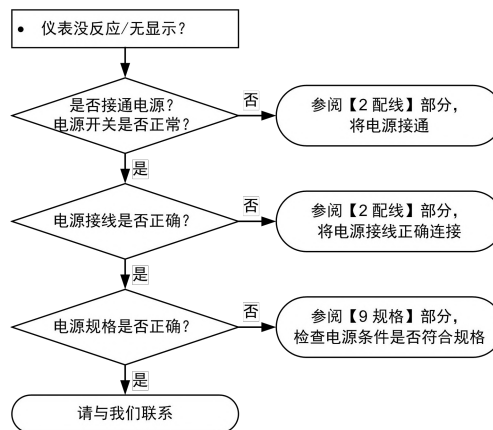 ● 仪表没反应/无显示?
是否接通电源?
电源开关是否正常?
否
参阅【2 配线】部分,
将电源接通
是
电源接线是否正确?
否
参阅【2 配线】部分,
将电源接线正确连接
是
电源规格是否正确?
否
参阅【9 规格】部分,
检查电源条件是否符合规格
是
请与我们联系